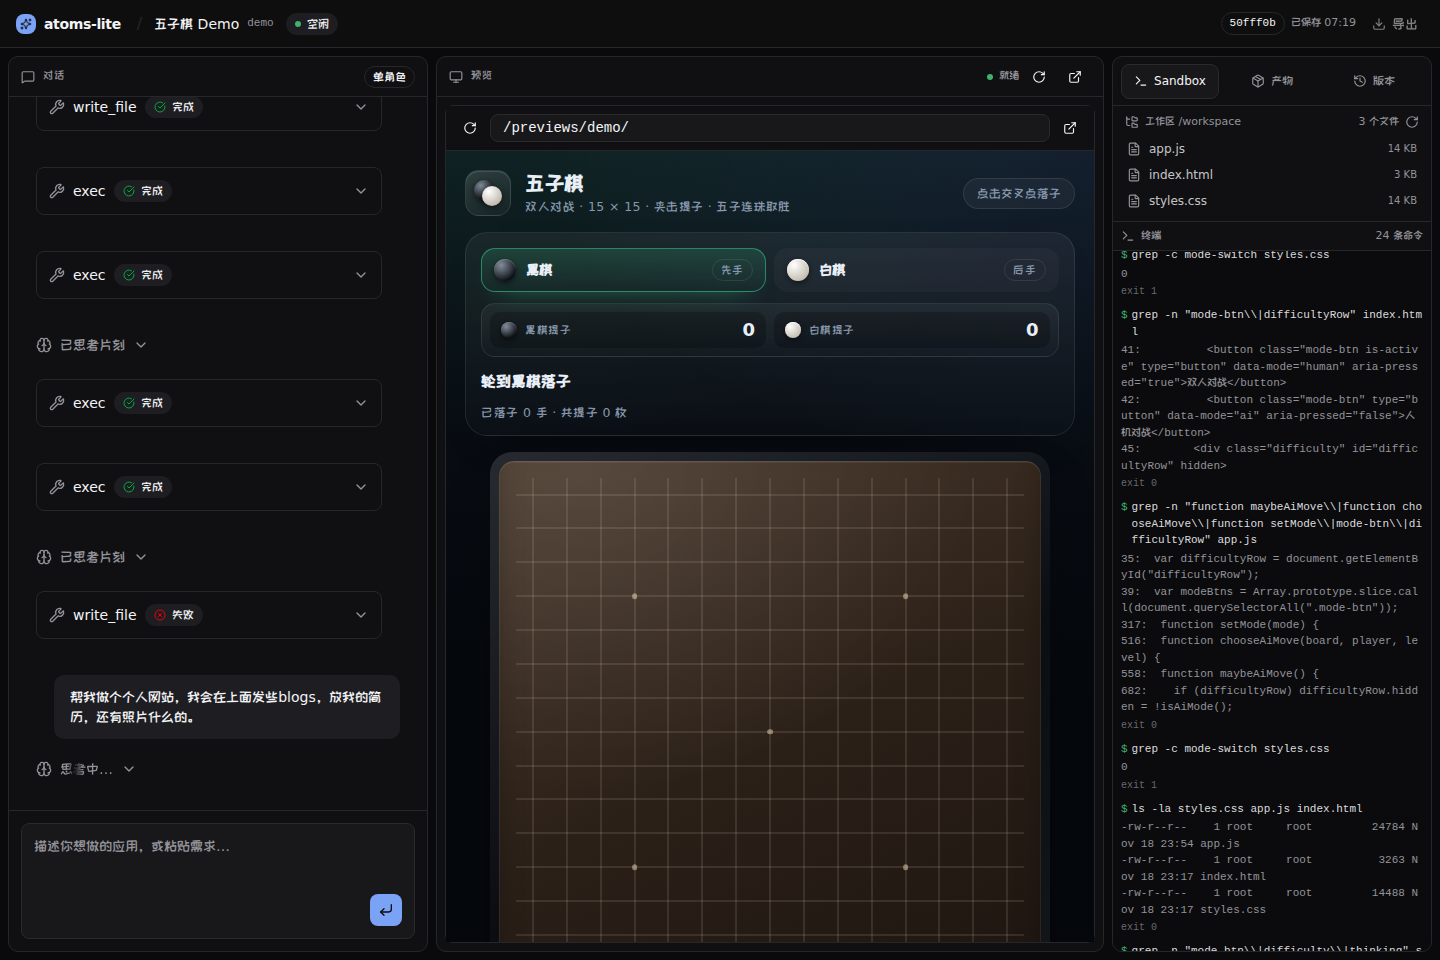 atoms-lite / 五子棋 Demo demo 空闲
50fff0b 已保存 07:19 导出
对话 单角色
write_file 完成
exec 完成
exec 完成
已思考片刻
exec 完成
exec 完成
已思考片刻
write_file 失败
帮我做个个人网站，我会在上面发些blogs，放我的简
历，还有照片什么的。
思考中...
描述你想做的应用，或粘贴需求...
预览 就绪
/previews/demo/
五子棋
双人对战 · 15 × 15 · 夹击提子 · 五子连珠取胜
点击交叉点落子
黑棋 先手
白棋 后手
黑棋提子 0
白棋提子 0
轮到黑棋落子
已落子 0 手 · 共提子 0 枚
Sandbox 产物 版本
工作区 /workspace 3 个文件
app.js 14 KB
index.html 3 KB
styles.css 14 KB
终端 24 条命令
$ grep -c mode-switch styles.css
0
exit 1
$ grep -n "mode-btn\\|difficultyRow" index.htm
l
41:          <button class="mode-btn is-activ
e" type="button" data-mode="human" aria-press
ed="true">双人对战</button>
42:          <button class="mode-btn" type="b
utton" data-mode="ai" aria-pressed="false">人
机对战</button>
45:        <div class="difficulty" id="diffic
ultyRow" hidden>
exit 0
$ grep -n "function maybeAiMove\\|function cho
oseAiMove\\|function setMode\\|mode-btn\\|di
fficultyRow" app.js
35:  var difficultyRow = document.getElementB
yId("difficultyRow");
39:  var modeBtns = Array.prototype.slice.cal
l(document.querySelectorAll(".mode-btn"));
317:  function setMode(mode) {
516:  function chooseAiMove(board, player, le
vel) {
558:  function maybeAiMove() {
682:    if (difficultyRow) difficultyRow.hidd
en = !isAiMode();
exit 0
$ grep -c mode-switch styles.css
0
exit 1
$ ls -la styles.css app.js index.html
-rw-r--r--    1 root     root         24784 N
ov 18 23:54 app.js
-rw-r--r--    1 root     root          3263 N
ov 18 23:17 index.html
-rw-r--r--    1 root     root         14488 N
ov 18 23:17 styles.css
exit 0
$ grep -n "mode-btn\\|difficulty\\|thinking" s